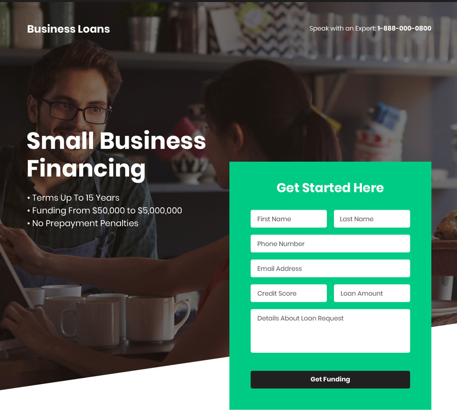 Business Loans
Speak with an Expert: 1-888-000-0800
Small Business
Financing
• Terms Up To 15 Years
• Funding From $50,000 to $5,000,000
• No Prepayment Penalties
Get Started Here
First Name
Last Name
Phone Number
Email Address
Credit Score
Loan Amount
Details About Loan Request
Get Funding